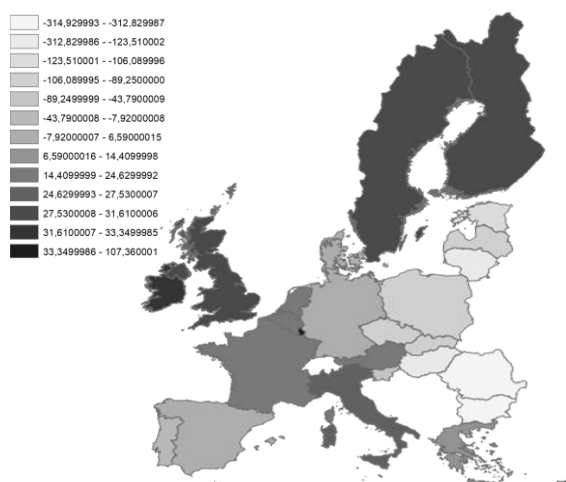 -314,929993 - -312,829987
-312,829986 - -123,510002
-123,510001 - -106,089996
-106,089995 - -89,2500000
-89,2499999 - -43,7900009
-43,7900008 - -7,92000008
-7,92000007 - 6,59000015
6,59000016 - 14,4099998
14,4099999 - 24,6299992
24,6299993 - 27,5300007
27,5300008 - 31,6100006
31,6100007 - 33,3499985
33,3499986 - 107,360001